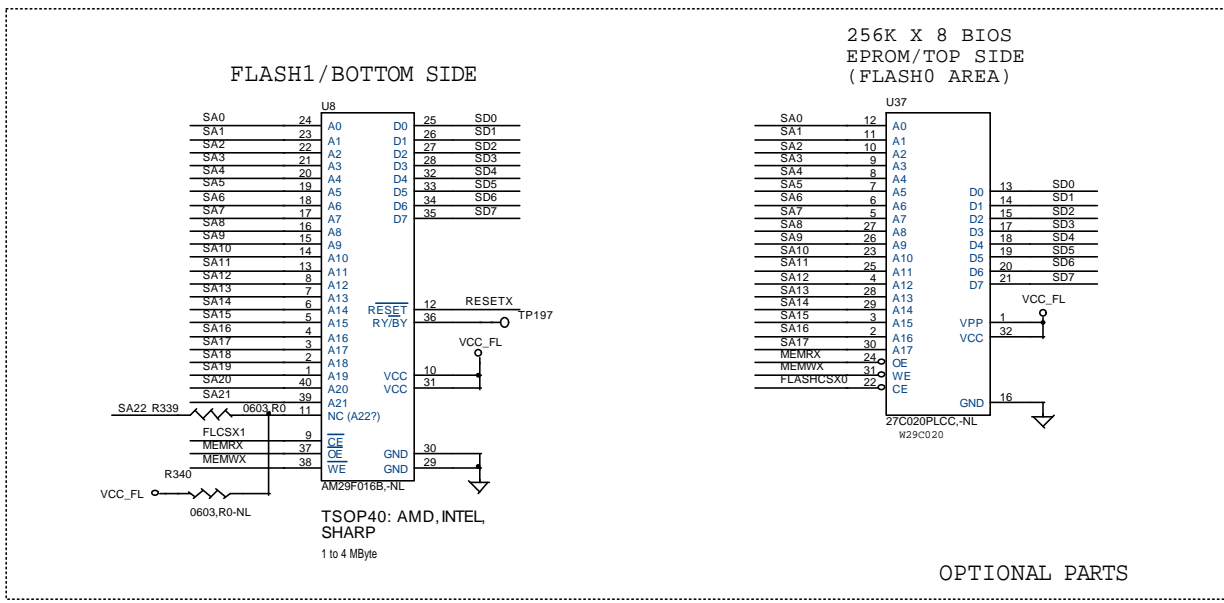 256K X 8 BIOS
EPROM/TOP SIDE
(FLASH0 AREA)
FLASH1/BOTTOM SIDE
U8
SA0 24 A0 D0 25 SD0
SA1 23 A1 D1 26 SD1
SA2 22 A2 D2 27 SD2
SA3 21 A3 D3 28 SD3
SA4 20 A4 D4 32 SD4
SA5 19 A5 D5 33 SD5
SA6 18 A6 D6 34 SD6
SA7 17 A7 D7 35 SD7
SA8 16 A8
SA9 15 A9
SA10 14 A10
SA11 13 A11
SA12 8 A12
SA13 7 A13
SA14 6 A14 RESET 12 RESETX
SA15 5 A15 RY/BY 36 TP197
SA16 4 A16
SA17 3 A17 VCC_FL
SA18 2 A18
SA19 1 A19 VCC 10
SA20 40 A20 VCC 31
SA21 39 A21
SA22 R339 0603,R0 11 NC (A22?)
FLCSX1 9 CE
MEMRX 37 OE GND 30
MEMWX 38 WE GND 29
R340
VCC_FL
0603,R0-NL
AM29F016B,-NL
TSOP40: AMD, INTEL,
SHARP
1 to 4 MByte
U37
SA0 12 A0
SA1 11 A1
SA2 10 A2
SA3 9 A3
SA4 8 A4
SA5 7 A5 D0 13 SD0
SA6 6 A6 D1 14 SD1
SA7 5 A7 D2 15 SD2
SA8 27 A8 D3 17 SD3
SA9 26 A9 D4 18 SD4
SA10 23 A10 D5 19 SD5
SA11 25 A11 D6 20 SD6
SA12 4 A12 D7 21 SD7
SA13 28 A13
SA14 29 A14 VCC_FL
SA15 3 A15 VPP 1
SA16 2 A16 VCC 32
SA17 30 A17
MEMRX 24 OE
MEMWX 31 WE
FLASHCSX0 22 CE
GND 16
27C020PLCC,-NL
W29C020
OPTIONAL PARTS